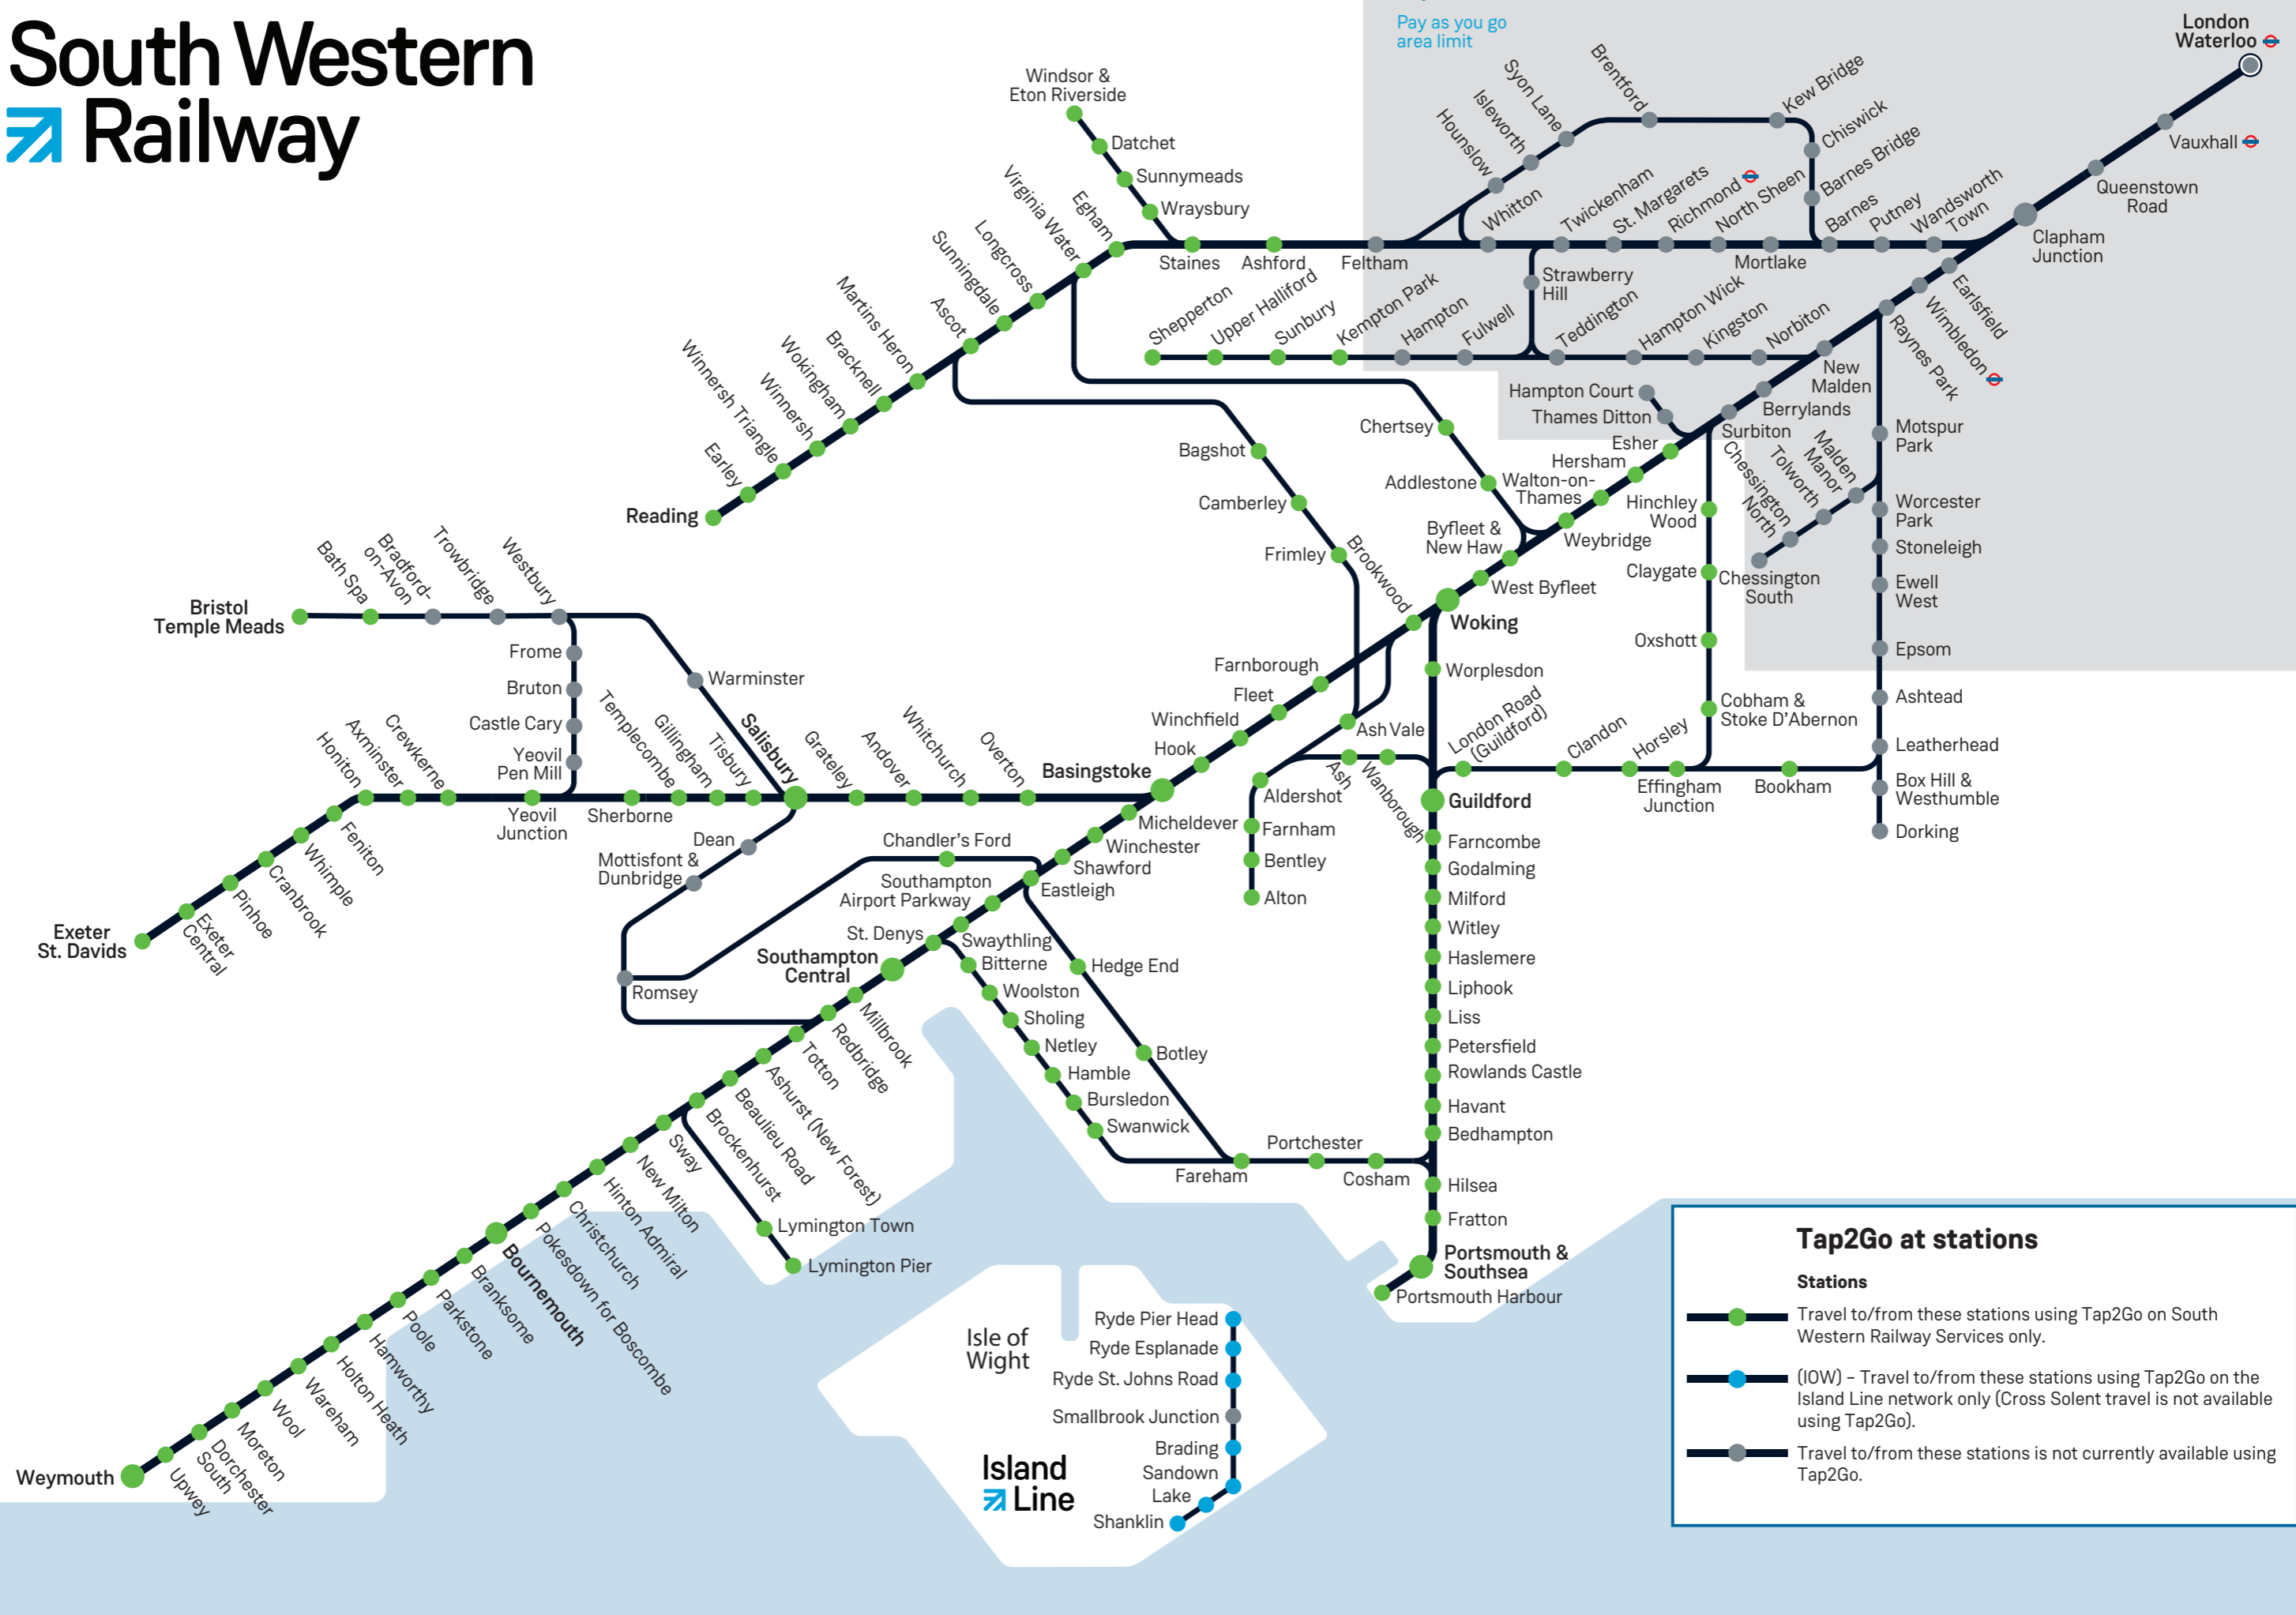 South Western
Railway
Pay as you go
area limit
London
Waterloo
Vauxhall
Queenstown
Road
Clapham
Junction
Windsor &
Eton Riverside
Datchet
Sunnymeads
Wraysbury
Hounslow
Isleworth
Syon Lane
Brentford
Kew Bridge
Chiswick
Barnes Bridge
Virginia Water
Egham
Staines
Ashford
Feltham
Whitton
Twickenham
St. Margarets
Richmond
North Sheen
Mortlake
Barnes
Putney
Wandsworth
Town
Strawberry
Hill
Earlsfield
Wimbledon
Raynes Park
Longcross
Sunningdale
Ascot
Martins Heron
Bracknell
Wokingham
Winnersh
Winnersh Triangle
Earley
Reading
Shepperton
Upper Halliford
Sunbury
Kempton Park
Hampton
Fulwell
Teddington
Hampton Wick
Kingston
Norbiton
New
Malden
Berrylands
Surbiton
Hampton Court
Thames Ditton
Esher
Hersham
Walton-on-
Thames
Weybridge
Byfleet &
New Haw
West Byfleet
Woking
Brookwood
Chertsey
Addlestone
Bagshot
Camberley
Frimley
Motspur
Park
Malden
Manor
Tolworth
Chessington
North
Chessington
South
Worcester
Park
Stoneleigh
Ewell
West
Epsom
Ashtead
Leatherhead
Box Hill &
Westhumble
Dorking
Hinchley
Wood
Claygate
Oxshott
Cobham &
Stoke D'Abernon
London Road
(Guildford)
Clandon
Horsley
Effingham
Junction
Bookham
Worplesdon
Guildford
Farnborough
Fleet
Winchfield
Hook
Basingstoke
Ash Vale
Ash
Wanborough
Aldershot
Farnham
Bentley
Alton
Bristol
Temple Meads
Bath Spa
Bradford-
on-Avon
Trowbridge
Westbury
Frome
Bruton
Castle Cary
Yeovil
Pen Mill
Warminster
Honiton
Axminster
Crewkerne
Yeovil
Junction
Sherborne
Templecombe
Gillingham
Tisbury
Salisbury
Grateley
Andover
Whitchurch
Overton
Feniton
Whimple
Cranbrook
Pinhoe
Exeter
Central
Exeter
St. Davids
Dean
Mottisfont &
Dunbridge
Romsey
Chandler's Ford
Micheldever
Winchester
Shawford
Eastleigh
Southampton
Airport Parkway
Swaythling
St. Denys
Southampton
Central
Millbrook
Redbridge
Totton
Ashurst (New Forest)
Beaulieu Road
Brockenhurst
Sway
New Milton
Hinton Admiral
Christchurch
Pokesdown for Boscombe
Bournemouth
Branksome
Parkstone
Poole
Hamworthy
Holton Heath
Wareham
Wool
Moreton
Dorchester
South
Upwey
Weymouth
Lymington Town
Lymington Pier
Bitterne
Woolston
Sholing
Netley
Hamble
Bursledon
Swanwick
Hedge End
Botley
Fareham
Portchester
Cosham
Farncombe
Godalming
Milford
Witley
Haslemere
Liphook
Liss
Petersfield
Rowlands Castle
Havant
Bedhampton
Hilsea
Fratton
Portsmouth &
Southsea
Portsmouth Harbour
Isle of
Wight
Ryde Pier Head
Ryde Esplanade
Ryde St. Johns Road
Smallbrook Junction
Brading
Sandown
Lake
Shanklin
Island
Line
Tap2Go at stations
Stations
Travel to/from these stations using Tap2Go on South
Western Railway Services only.
(IOW) – Travel to/from these stations using Tap2Go on the
Island Line network only (Cross Solent travel is not available
using Tap2Go).
Travel to/from these stations is not currently available using
Tap2Go.